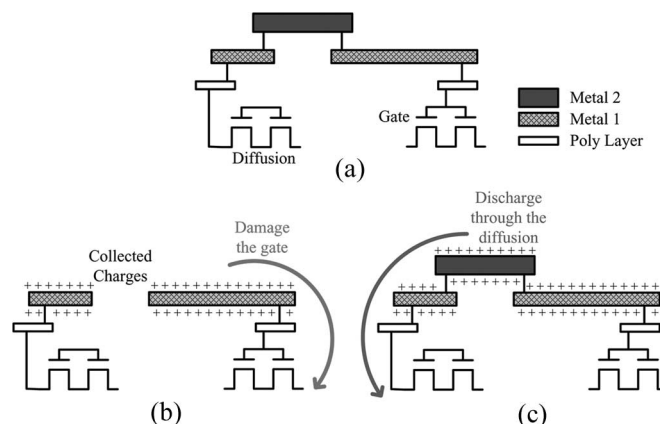 Metal 2
Metal 1
Poly Layer
Gate
Diffusion
(a)
Collected
Charges
Damage
the gate
Discharge
through the
diffusion
(b)
(c)